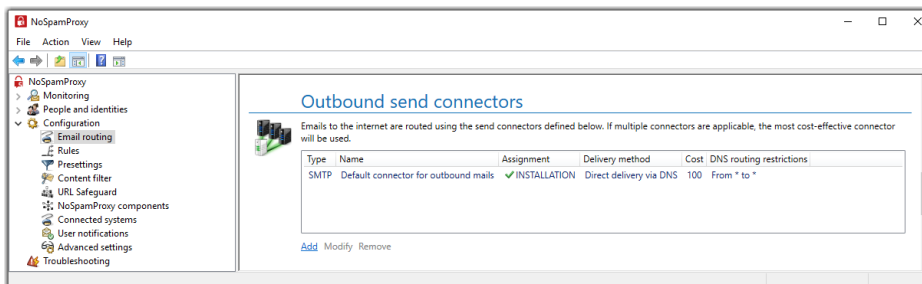 NoSpamProxy
File Action View Help
NoSpamProxy
Monitoring
People and identities
Configuration
Email routing
Rules
Presettings
Content filter
URL Safeguard
NoSpamProxy components
Connected systems
User notifications
Advanced settings
Troubleshooting
Outbound send connectors
Emails to the internet are routed using the send connectors defined below. If multiple connectors are applicable, the most cost-effective connector
will be used.
Type Name Assignment Delivery method Cost DNS routing restrictions
SMTP Default connector for outbound mails INSTALLATION Direct delivery via DNS 100 From * to *
Add Modify Remove